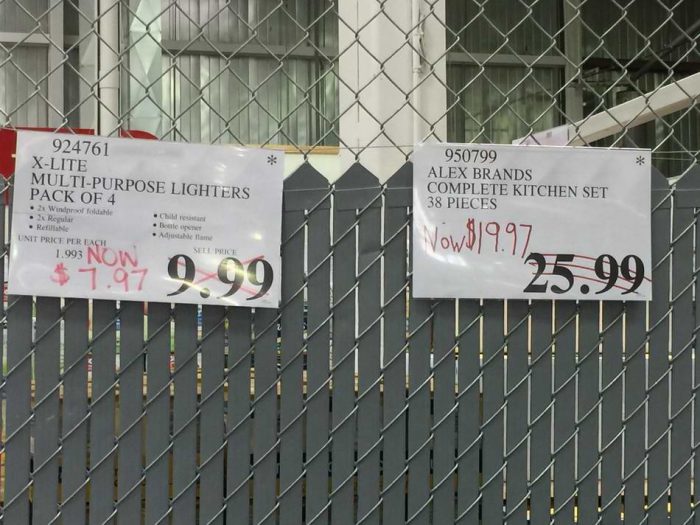 924761 *
X-LITE
MULTI-PURPOSE LIGHTERS
PACK OF 4
• 2x Windproof foldable
• 2x Regular
• Refillable
• Child resistant
• Bottle opener
• Adjustable flame
UNIT PRICE PER EACH
1.993
NOW
$7.97
SELL PRICE
9.99
950799 *
ALEX BRANDS
COMPLETE KITCHEN SET
38 PIECES
Now $19.97
25.99